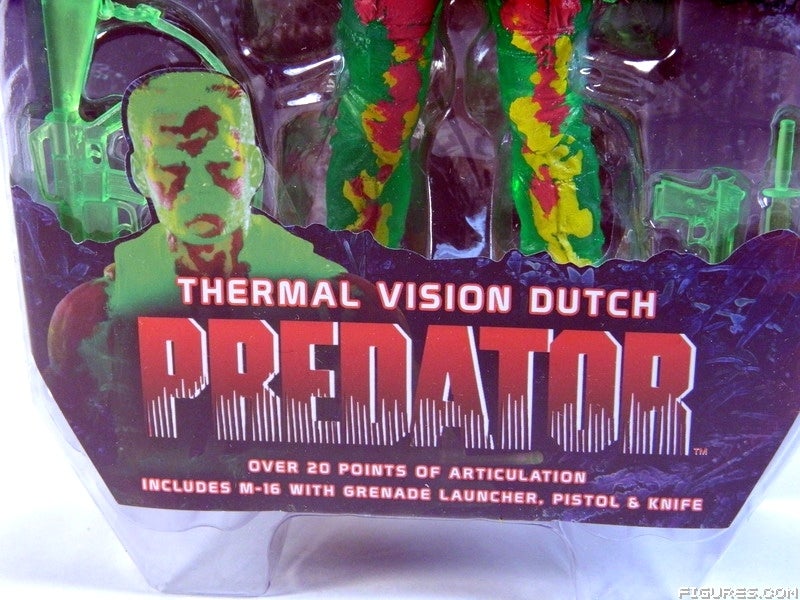 THERMAL VISION DUTCH
PREDATOR ™
OVER 20 POINTS OF ARTICULATION
INCLUDES M-16 WITH GRENADE LAUNCHER, PISTOL & KNIFE
FIGURES.COM